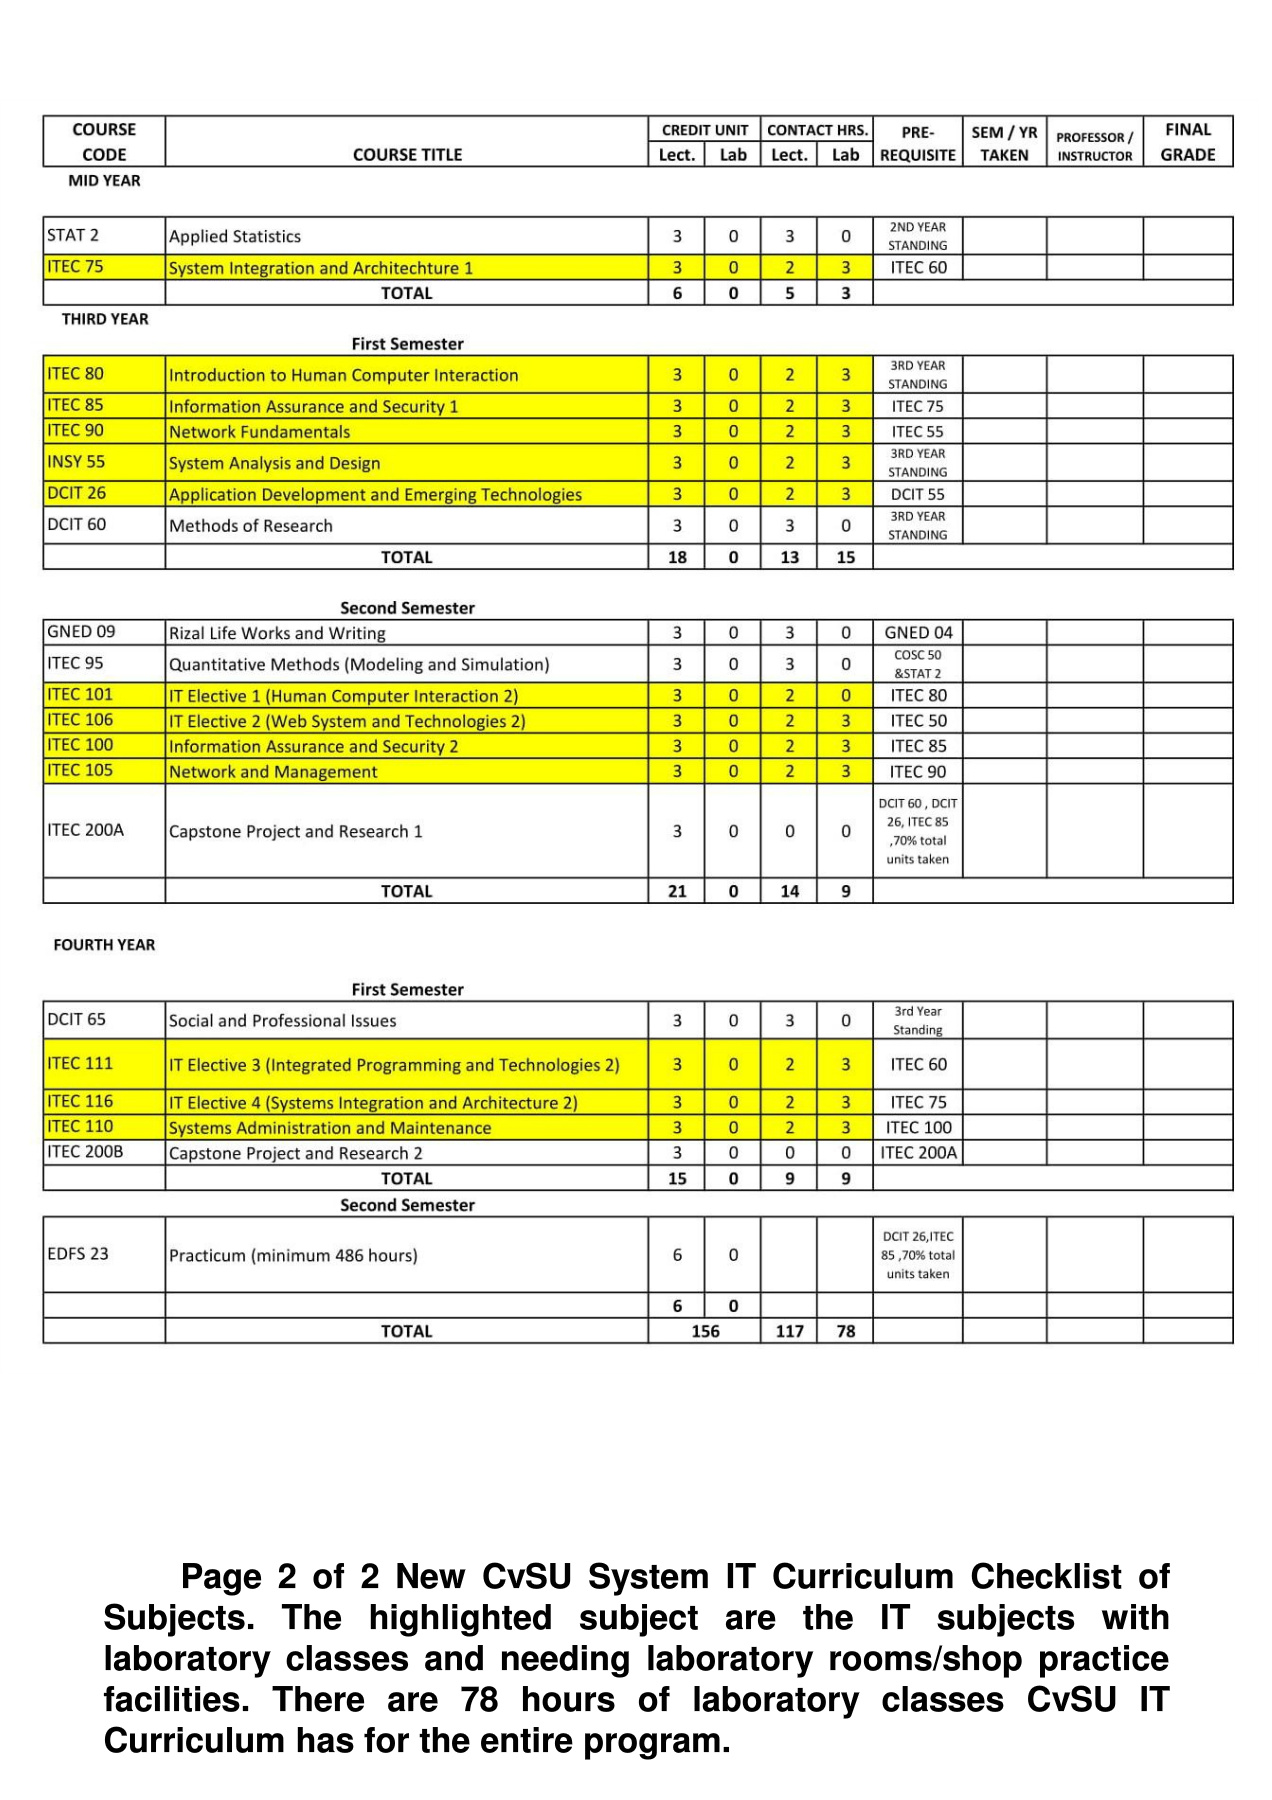 COURSE CODE COURSE TITLE CREDIT UNIT CONTACT HRS. PRE-REQUISITE SEM / YR TAKEN PROFESSOR / INSTRUCTOR FINAL GRADE
Lect. Lab Lect. Lab
MID YEAR
STAT 2 Applied Statistics 3 0 3 0 2ND YEAR STANDING
ITEC 75 System Integration and Architechture 1 3 0 2 3 ITEC 60
TOTAL 6 0 5 3
THIRD YEAR
First Semester
ITEC 80 Introduction to Human Computer Interaction 3 0 2 3 3RD YEAR STANDING
ITEC 85 Information Assurance and Security 1 3 0 2 3 ITEC 75
ITEC 90 Network Fundamentals 3 0 2 3 ITEC 55
INSY 55 System Analysis and Design 3 0 2 3 3RD YEAR STANDING
DCIT 26 Application Development and Emerging Technologies 3 0 2 3 DCIT 55
DCIT 60 Methods of Research 3 0 3 0 3RD YEAR STANDING
TOTAL 18 0 13 15
Second Semester
GNED 09 Rizal Life Works and Writing 3 0 3 0 GNED 04
ITEC 95 Quantitative Methods (Modeling and Simulation) 3 0 3 0 COSC 50 &STAT 2
ITEC 101 IT Elective 1 (Human Computer Interaction 2) 3 0 2 0 ITEC 80
ITEC 106 IT Elective 2 (Web System and Technologies 2) 3 0 2 3 ITEC 50
ITEC 100 Information Assurance and Security 2 3 0 2 3 ITEC 85
ITEC 105 Network and Management 3 0 2 3 ITEC 90
ITEC 200A Capstone Project and Research 1 3 0 0 0 DCIT 60 , DCIT 26, ITEC 85 ,70% total units taken
TOTAL 21 0 14 9
FOURTH YEAR
First Semester
DCIT 65 Social and Professional Issues 3 0 3 0 3rd Year Standing
ITEC 111 IT Elective 3 (Integrated Programming and Technologies 2) 3 0 2 3 ITEC 60
ITEC 116 IT Elective 4 (Systems Integration and Architecture 2) 3 0 2 3 ITEC 75
ITEC 110 Systems Administration and Maintenance 3 0 2 3 ITEC 100
ITEC 200B Capstone Project and Research 2 3 0 0 0 ITEC 200A
TOTAL 15 0 9 9
Second Semester
EDFS 23 Practicum (minimum 486 hours) 6 0 DCIT 26,ITEC 85 ,70% total units taken
6 0
TOTAL 156 117 78
Page 2 of 2 New CvSU System IT Curriculum Checklist of
Subjects. The highlighted subject are the IT subjects with
laboratory classes and needing laboratory rooms/shop practice
facilities. There are 78 hours of laboratory classes CvSU IT
Curriculum has for the entire program.